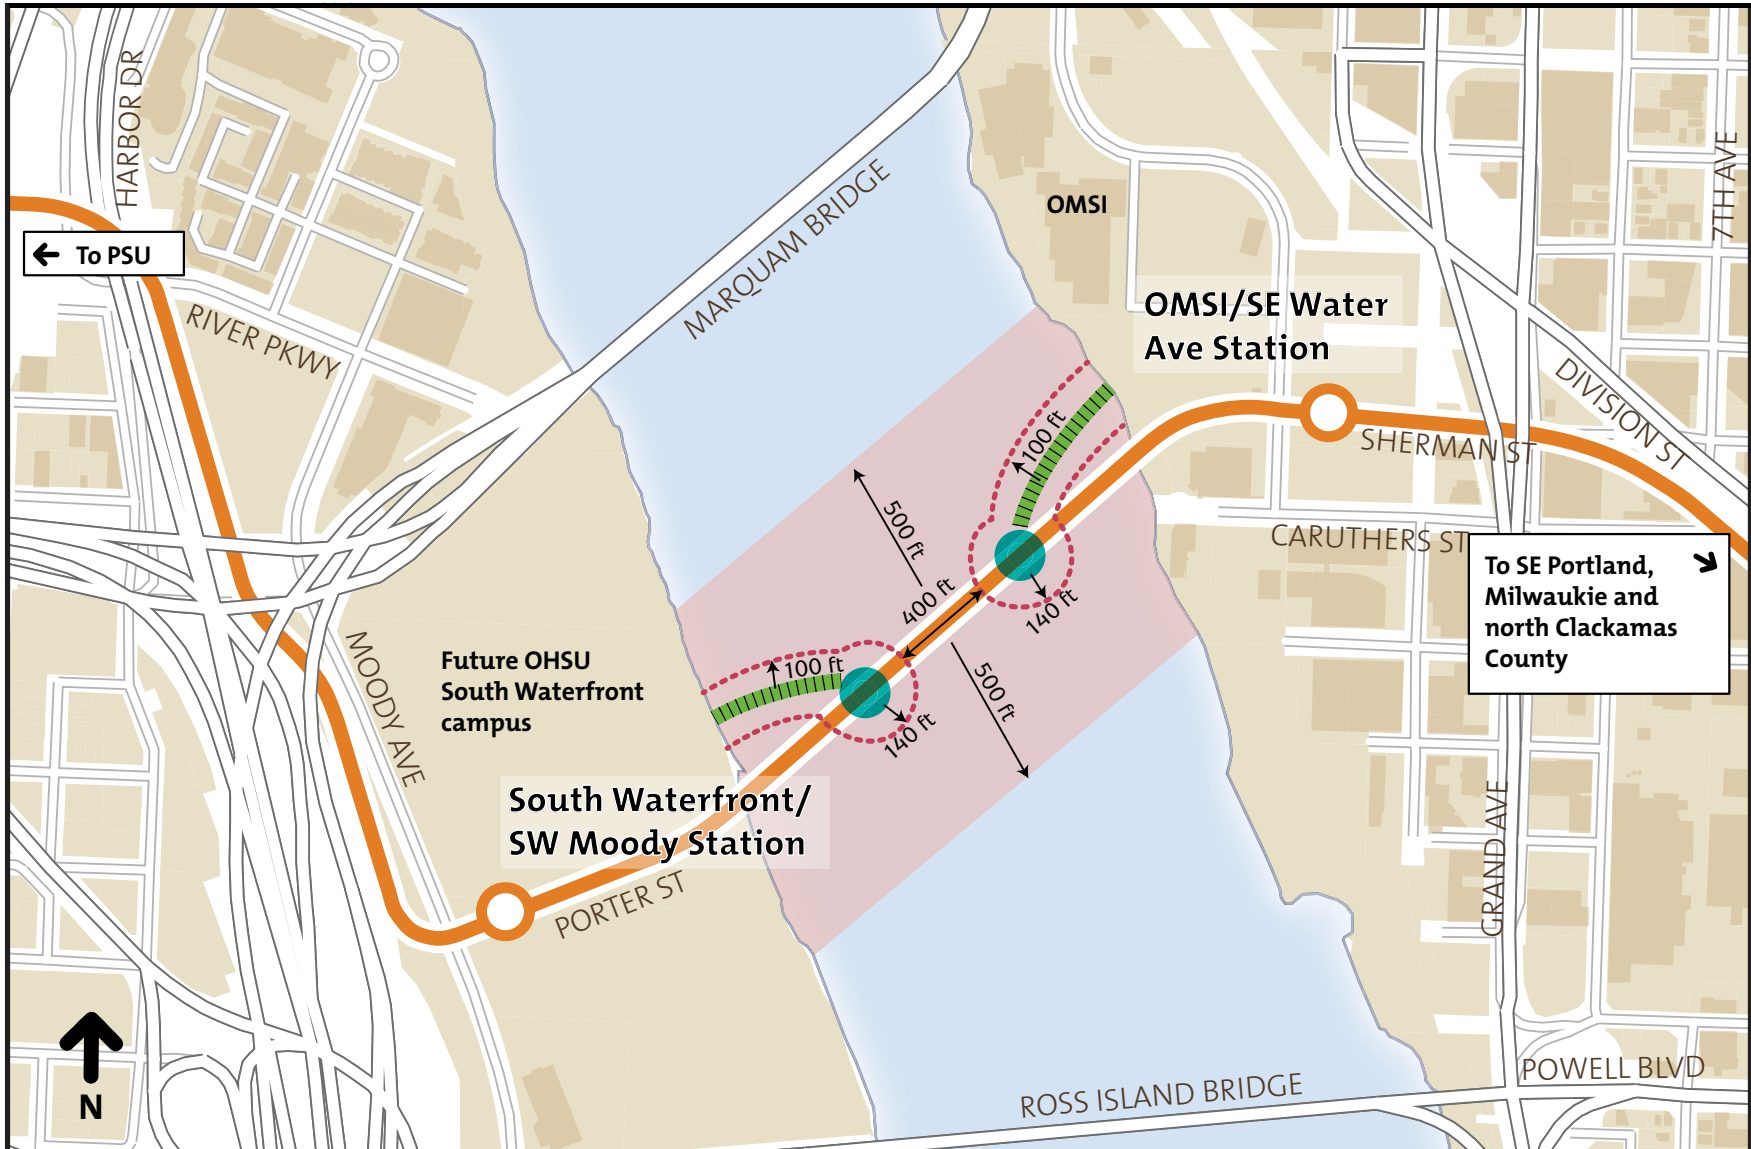 HARBOR DR
To PSU
RIVER PKWY
MARQUAM BRIDGE
OMSI
7TH AVE
OMSI/SE Water
Ave Station
DIVISION ST
SHERMAN ST
CARUTHERS ST
To SE Portland,
Milwaukie and
north Clackamas
County
100 ft
500 ft
400 ft
140 ft
100 ft
500 ft
140 ft
MOODY AVE
Future OHSU
South Waterfront
campus
South Waterfront/
SW Moody Station
PORTER ST
GRAND AVE
N
ROSS ISLAND BRIDGE
POWELL BLVD